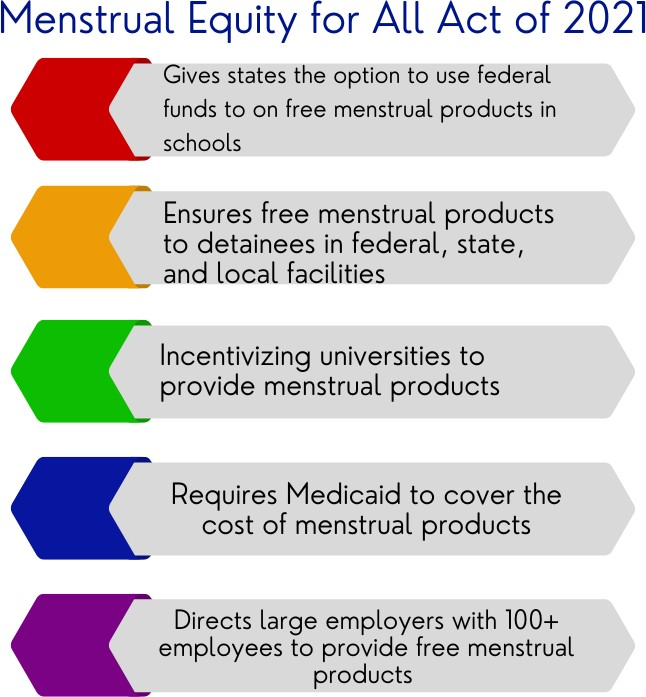 Menstrual Equity for All Act of 2021
Gives states the option to use federal
funds to on free menstrual products in
schools
Ensures free menstrual products
to detainees in federal, state,
and local facilities
Incentivizing universities to
provide menstrual products
Requires Medicaid to cover the
cost of menstrual products
Directs large employers with 100+
employees to provide free menstrual
products